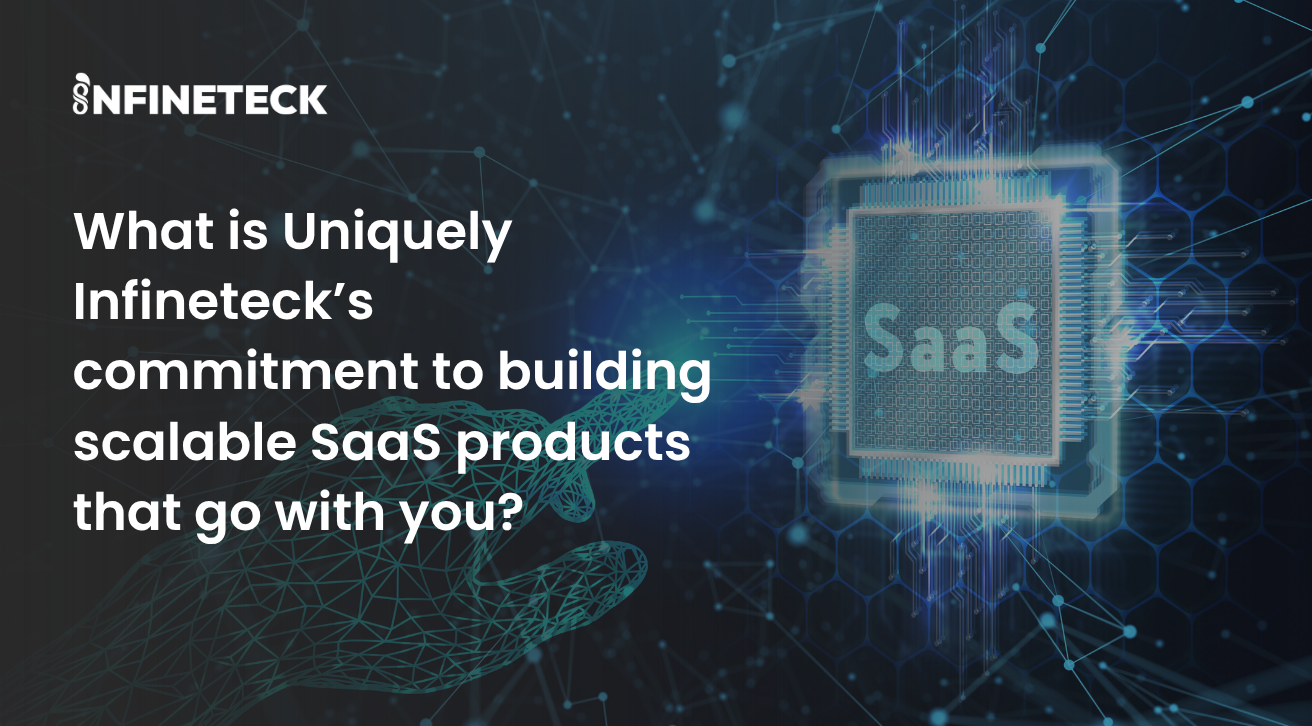 INFINETECK
What is Uniquely
Infineteck’s
commitment to building
scalable SaaS products
that go with you?
SaaS